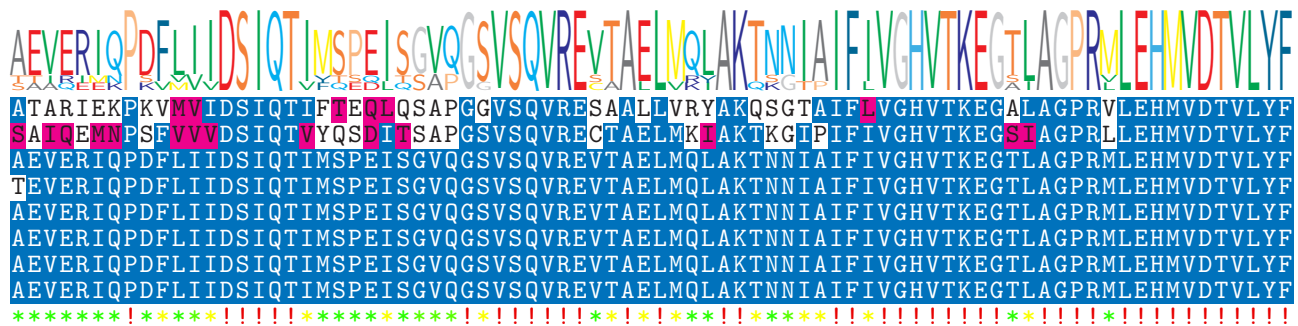 AEVERIQPDFLIIDSIQTIMSPEISGVQGSVSQVREVTAELMQLAKTNNIAIFIVGHVTKEGTLAGPRMLEHMVDTVLYF
ATARIEKPKVMVIDSIQTIFTEQLQSAPGGVSQVRESAALLVRYAKQSGTAIFLVGHVTKEGALAGPRVLEHMVDTVLYF
SAIQEMNPSFVVVDSIQTVYQSDITSAPGSVSQVRECTAELMKIAKTKGIPIFIVGHVTKEGSIAGPRLLEHMVDTVLYF
AEVERIQPDFLIIDSIQTIMSPEISGVQGSVSQVREVTAELMQLAKTNNIAIFIVGHVTKEGTLAGPRMLEHMVDTVLYF
TEVERIQPDFLIIDSIQTIMSPEISGVQGSVSQVREVTAELMQLAKTNNIAIFIVGHVTKEGTLAGPRMLEHMVDTVLYF
AEVERIQPDFLIIDSIQTIMSPEISGVQGSVSQVREVTAELMQLAKTNNIAIFIVGHVTKEGTLAGPRMLEHMVDTVLYF
AEVERIQPDFLIIDSIQTIMSPEISGVQGSVSQVREVTAELMQLAKTNNIAIFIVGHVTKEGTLAGPRMLEHMVDTVLYF
AEVERIQPDFLIIDSIQTIMSPEISGVQGSVSQVREVTAELMQLAKTNNIAIFIVGHVTKEGTLAGPRMLEHMVDTVLYF
AEVERIQPDFLIIDSIQTIMSPEISGVQGSVSQVREVTAELMQLAKTNNIAIFIVGHVTKEGTLAGPRMLEHMVDTVLYF
*******!*****!!!!!**********!*!!!!!!**!*!***!!*****!!*!!!!!!!!**!!!!*!!!!!!!!!!!